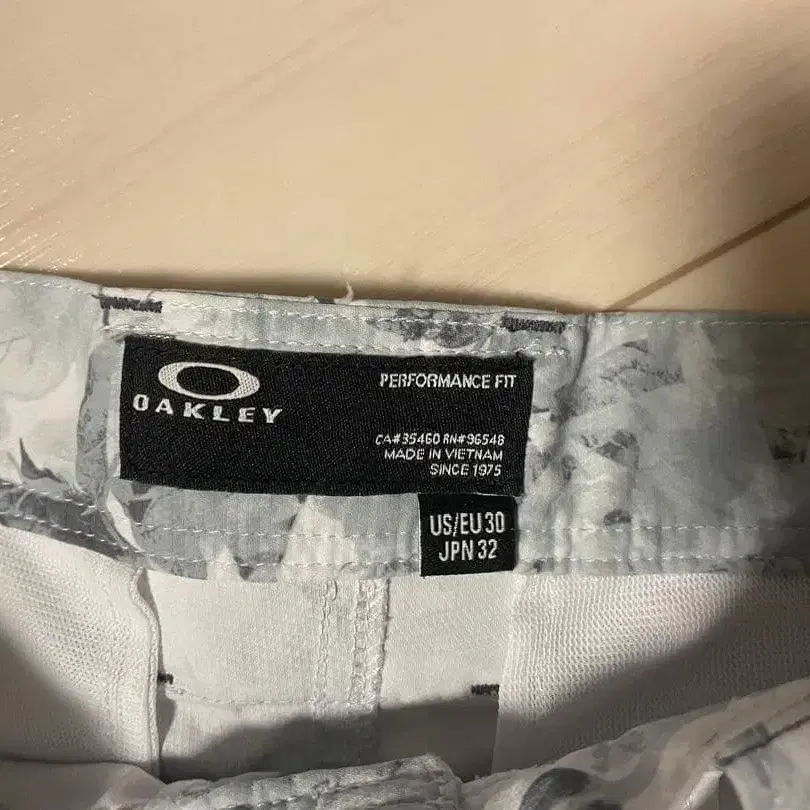 OAKLEY
PERFORMANCE FIT
CA#35460 RN#96548
MADE IN VIETNAM
SINCE 1975
US/EU 30
JPN 32